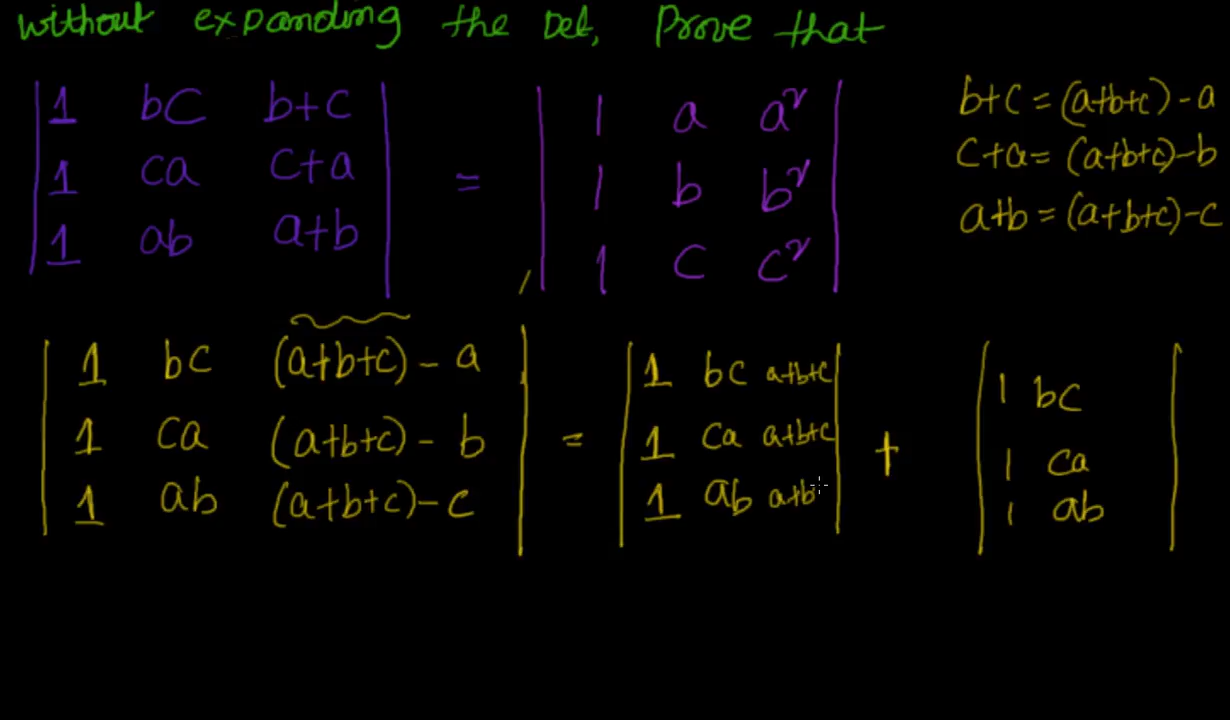 without expanding the Det, Prove that
|1 bc b+c| = |1 a a²|
|1 ca c+a| |1 b b²|
|1 ab a+b| |1 c c²|
b+c = (a+b+c) - a
c+a = (a+b+c) - b
a+b = (a+b+c) - c
|1 bc (a+b+c) - a| = |1 bc a+b+c| + |1 bc |
|1 ca (a+b+c) - b| |1 ca a+b+c| |1 ca |
|1 ab (a+b+c) - c| |1 ab a+b| |1 ab |